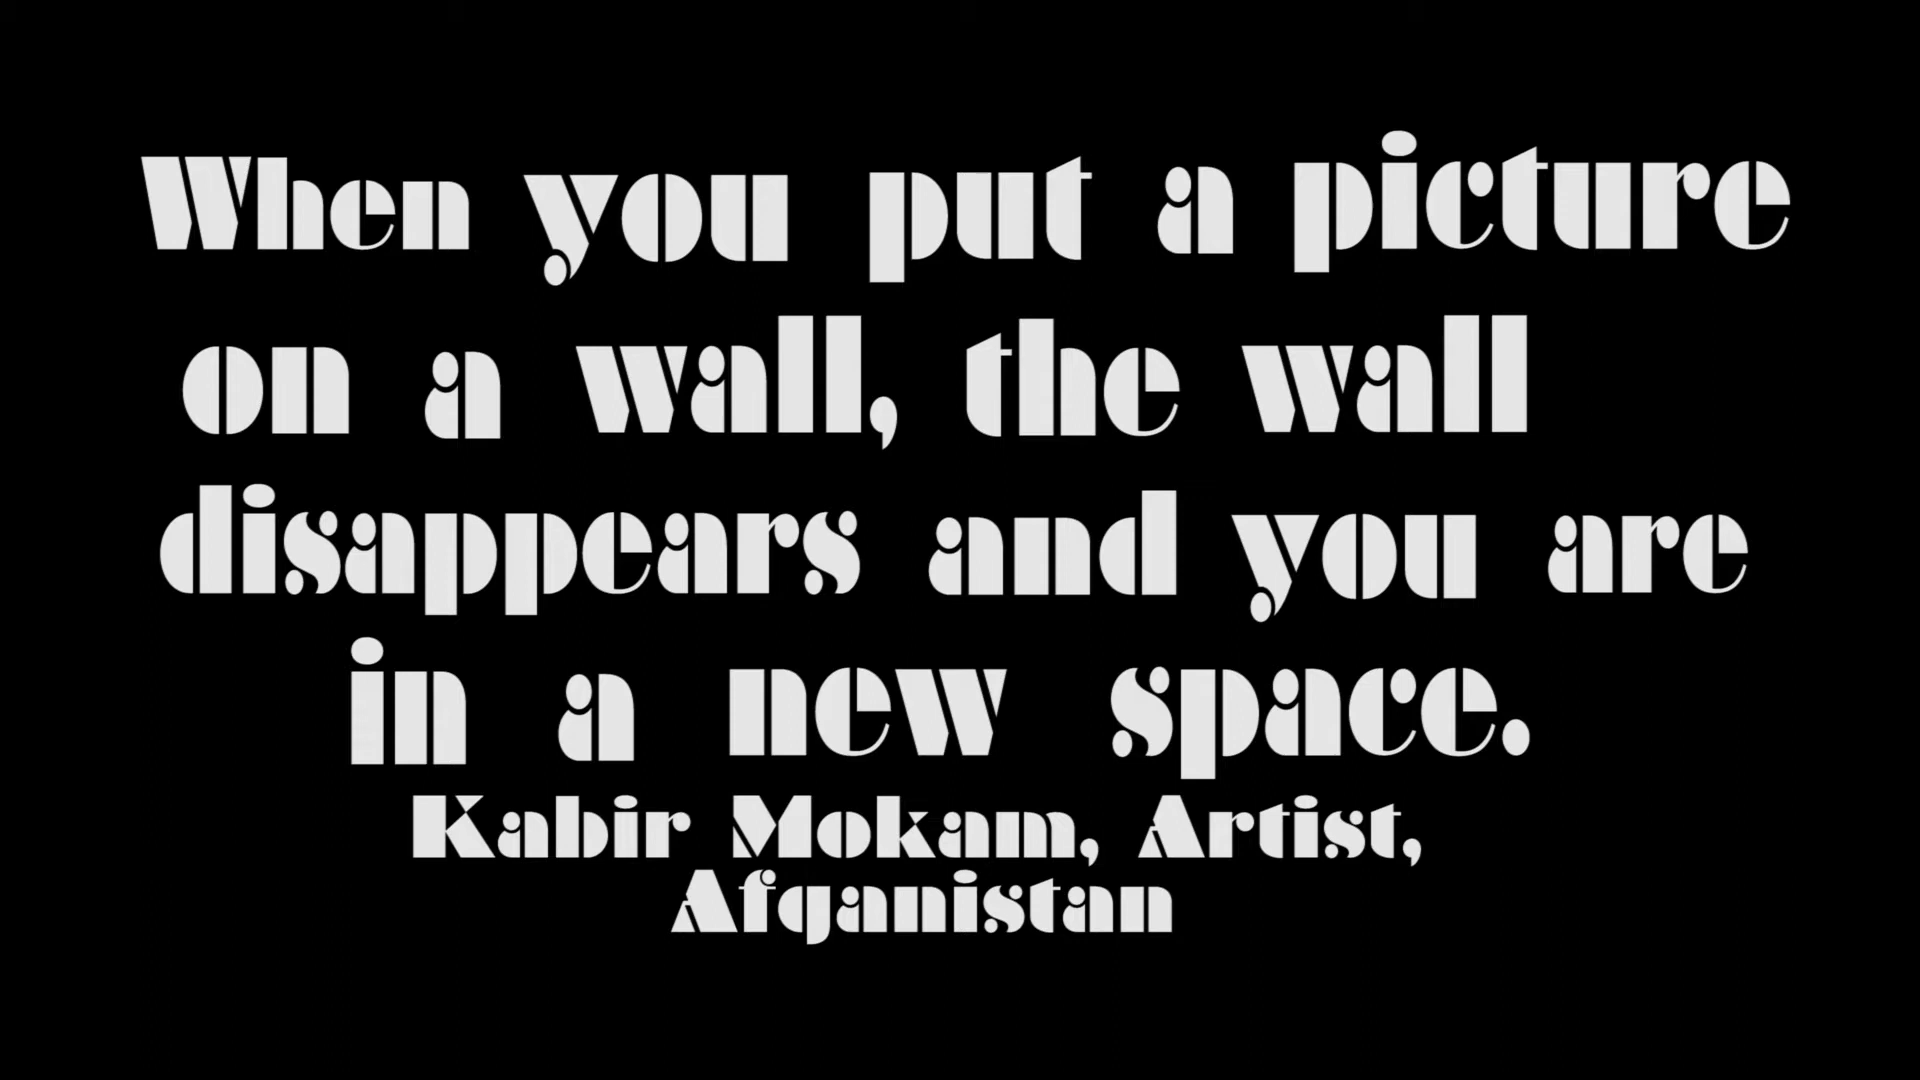 When you put a picture
on a wall, the wall
disappears and you are
in a new space.
Kabir Mokam, Artist,
Afganistan